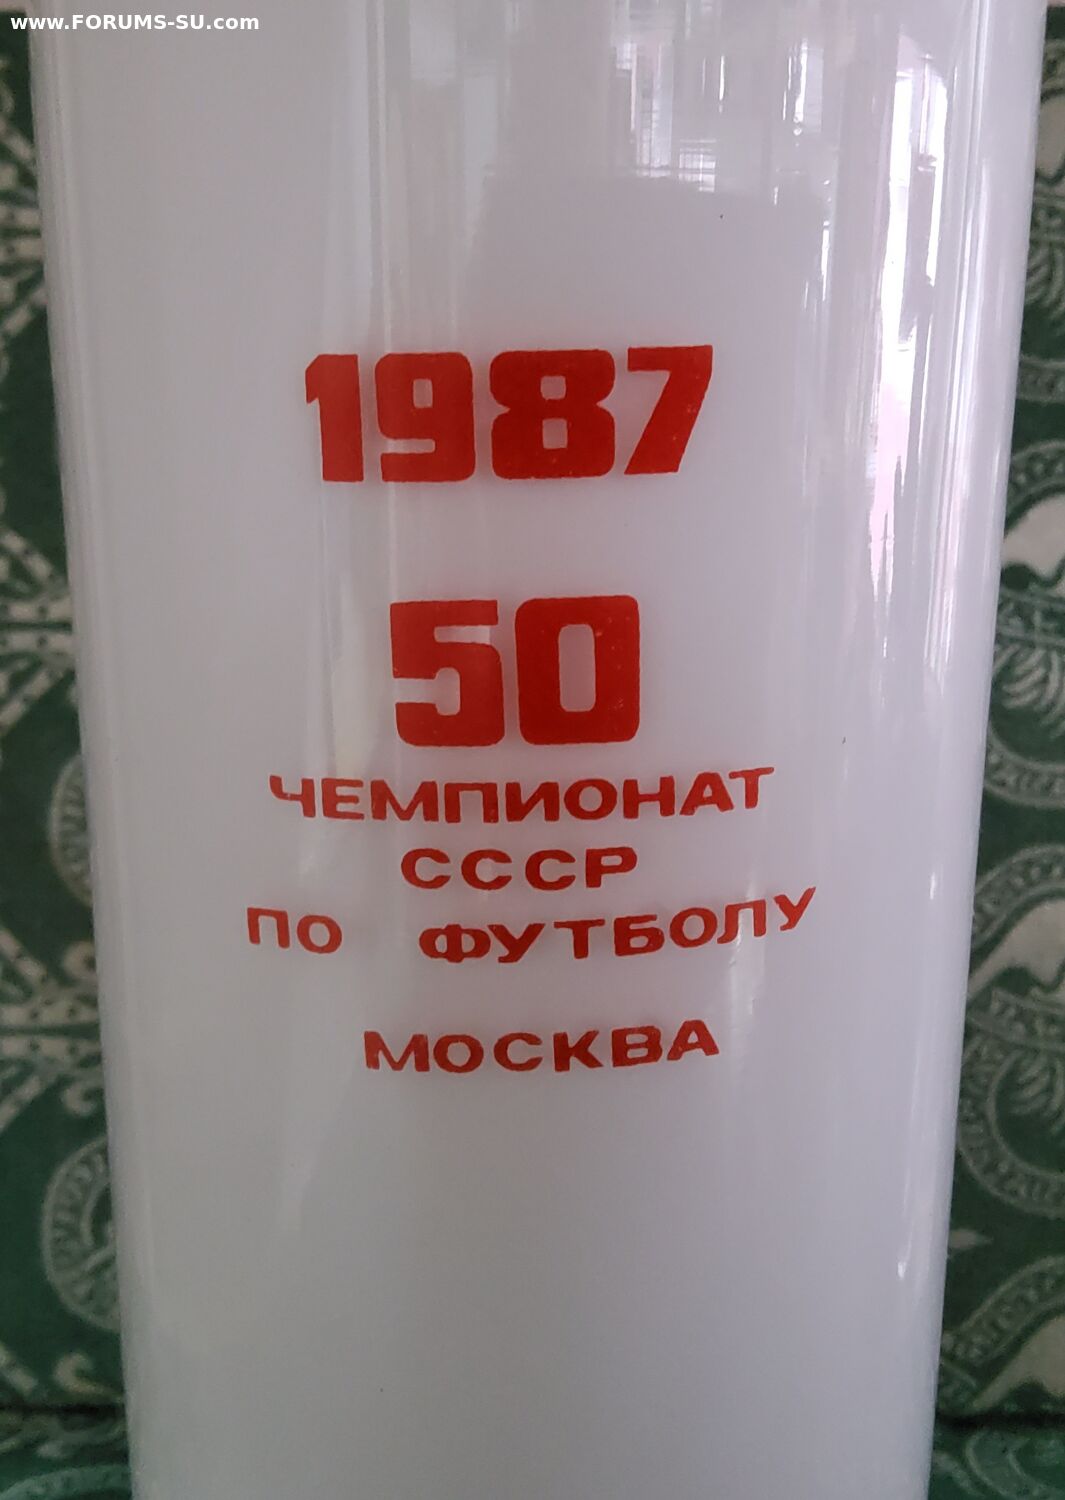 www.FORUMS-SU.com
1987
50
ЧЕМПИОНАТ
СССР
ПО ФУТБОЛУ
МОСКВА